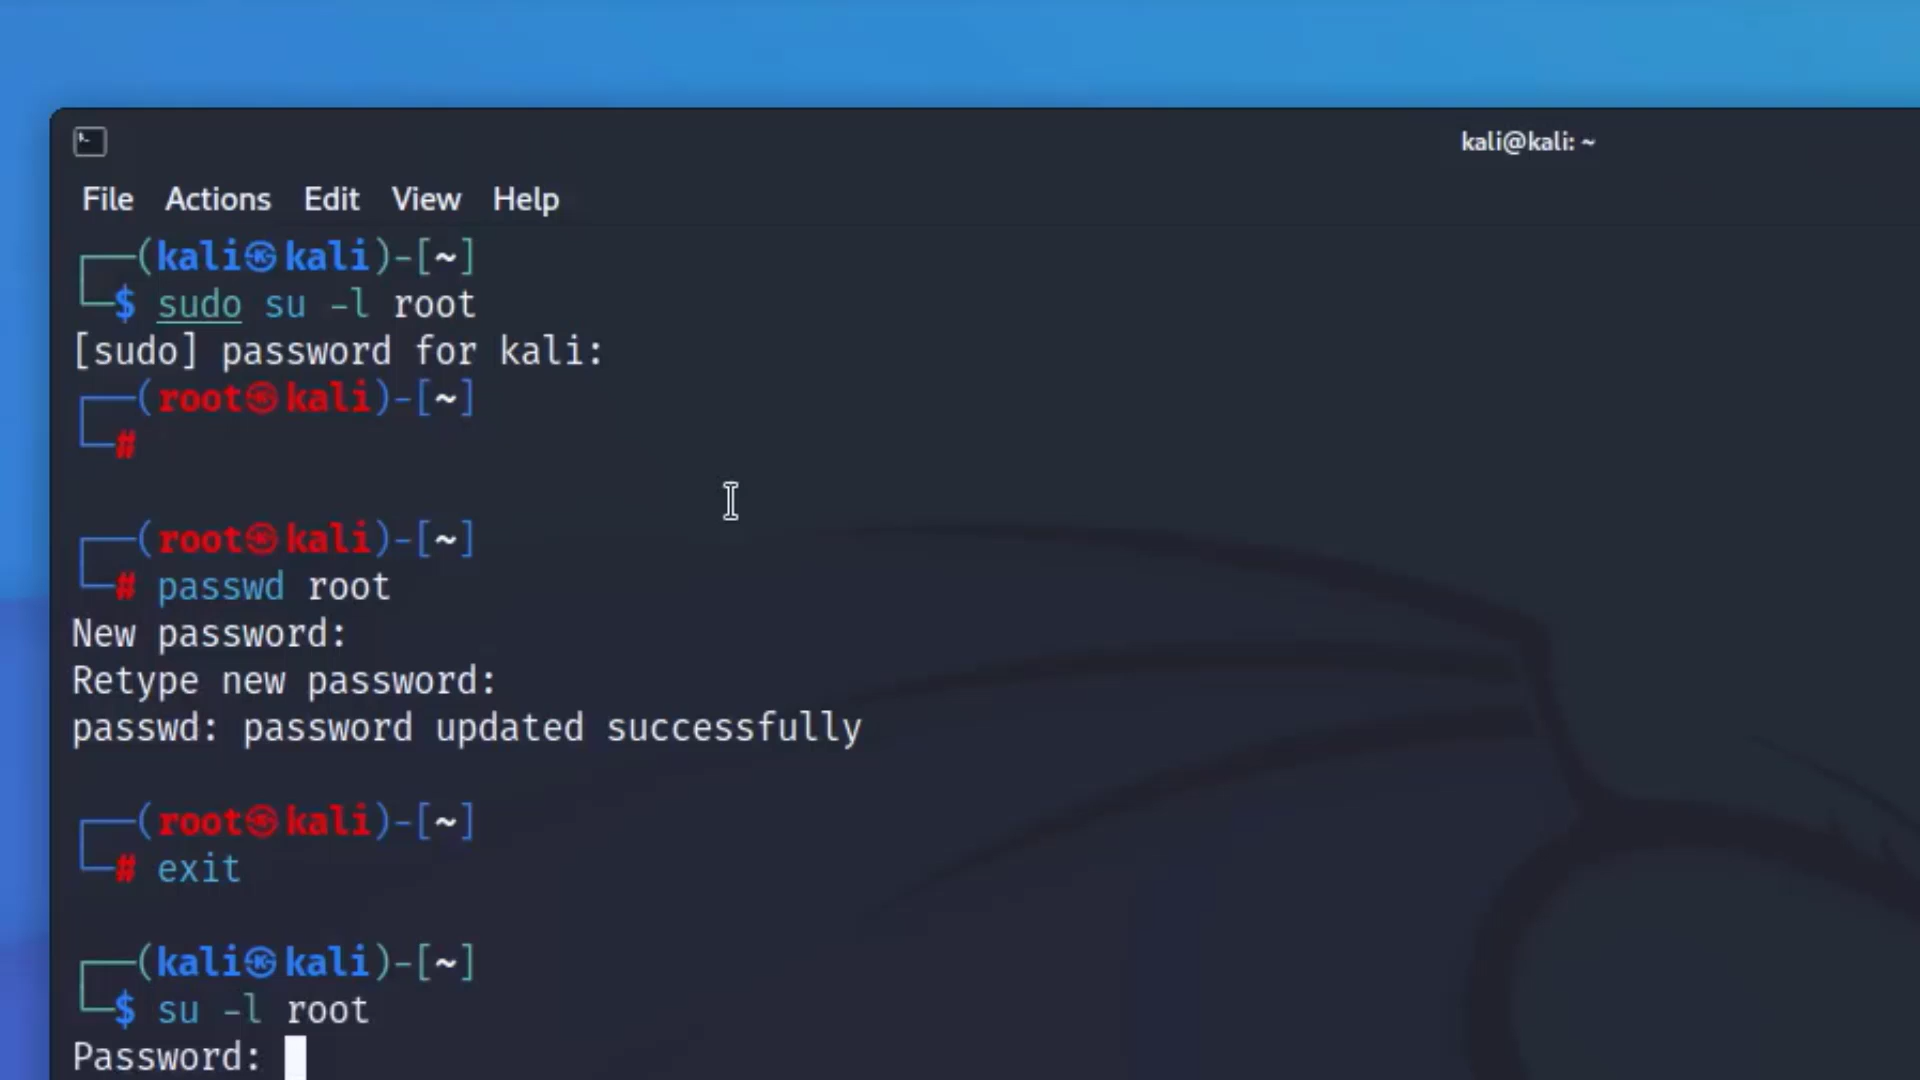 kali@kali: ~
File Actions Edit View Help
┌──(kali㉿kali)-[~]
└─$ sudo su -l root
[sudo] password for kali:
┌──(root㉿kali)-[~]
└─#
┌──(root㉿kali)-[~]
└─# passwd root
New password:
Retype new password:
passwd: password updated successfully
┌──(root㉿kali)-[~]
└─# exit
┌──(kali㉿kali)-[~]
└─$ su -l root
Password: